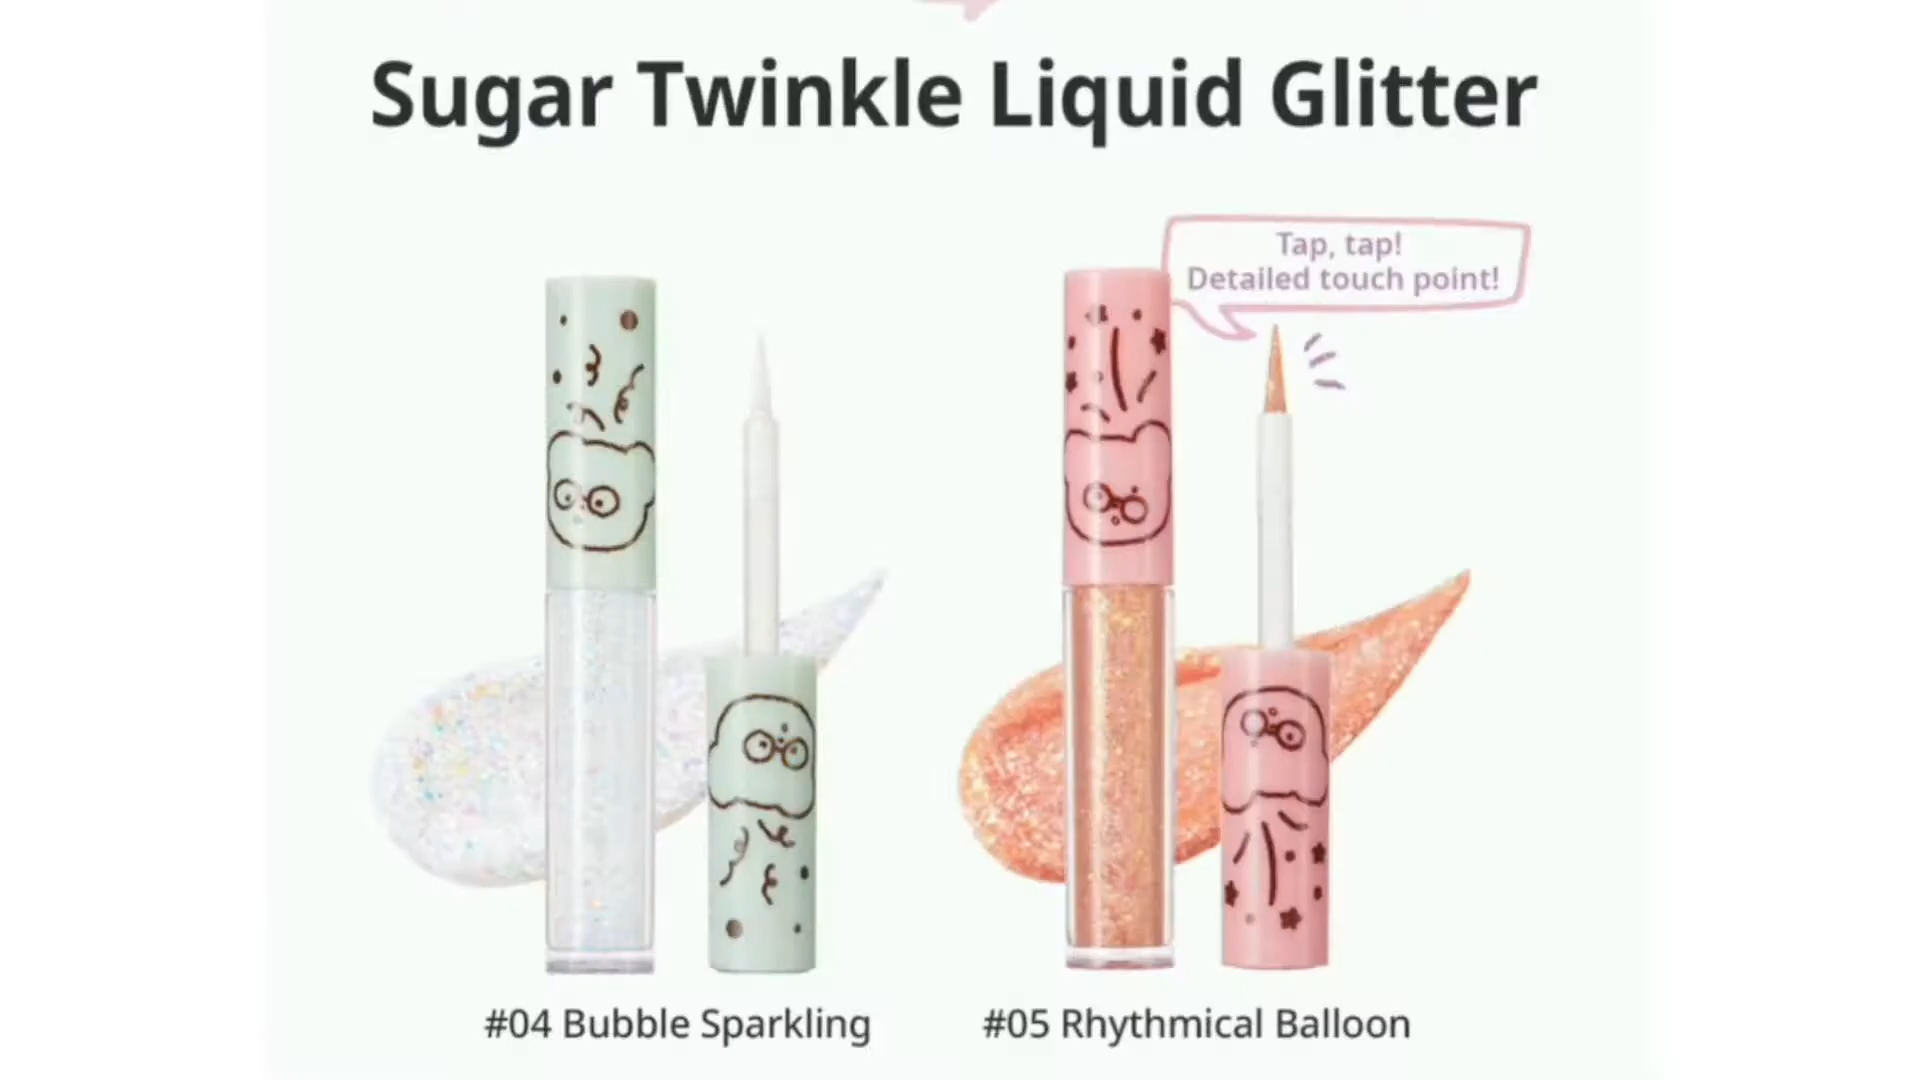 Sugar Twinkle Liquid Glitter
Tap, tap!
Detailed touch point!
#04 Bubble Sparkling
#05 Rhythmical Balloon